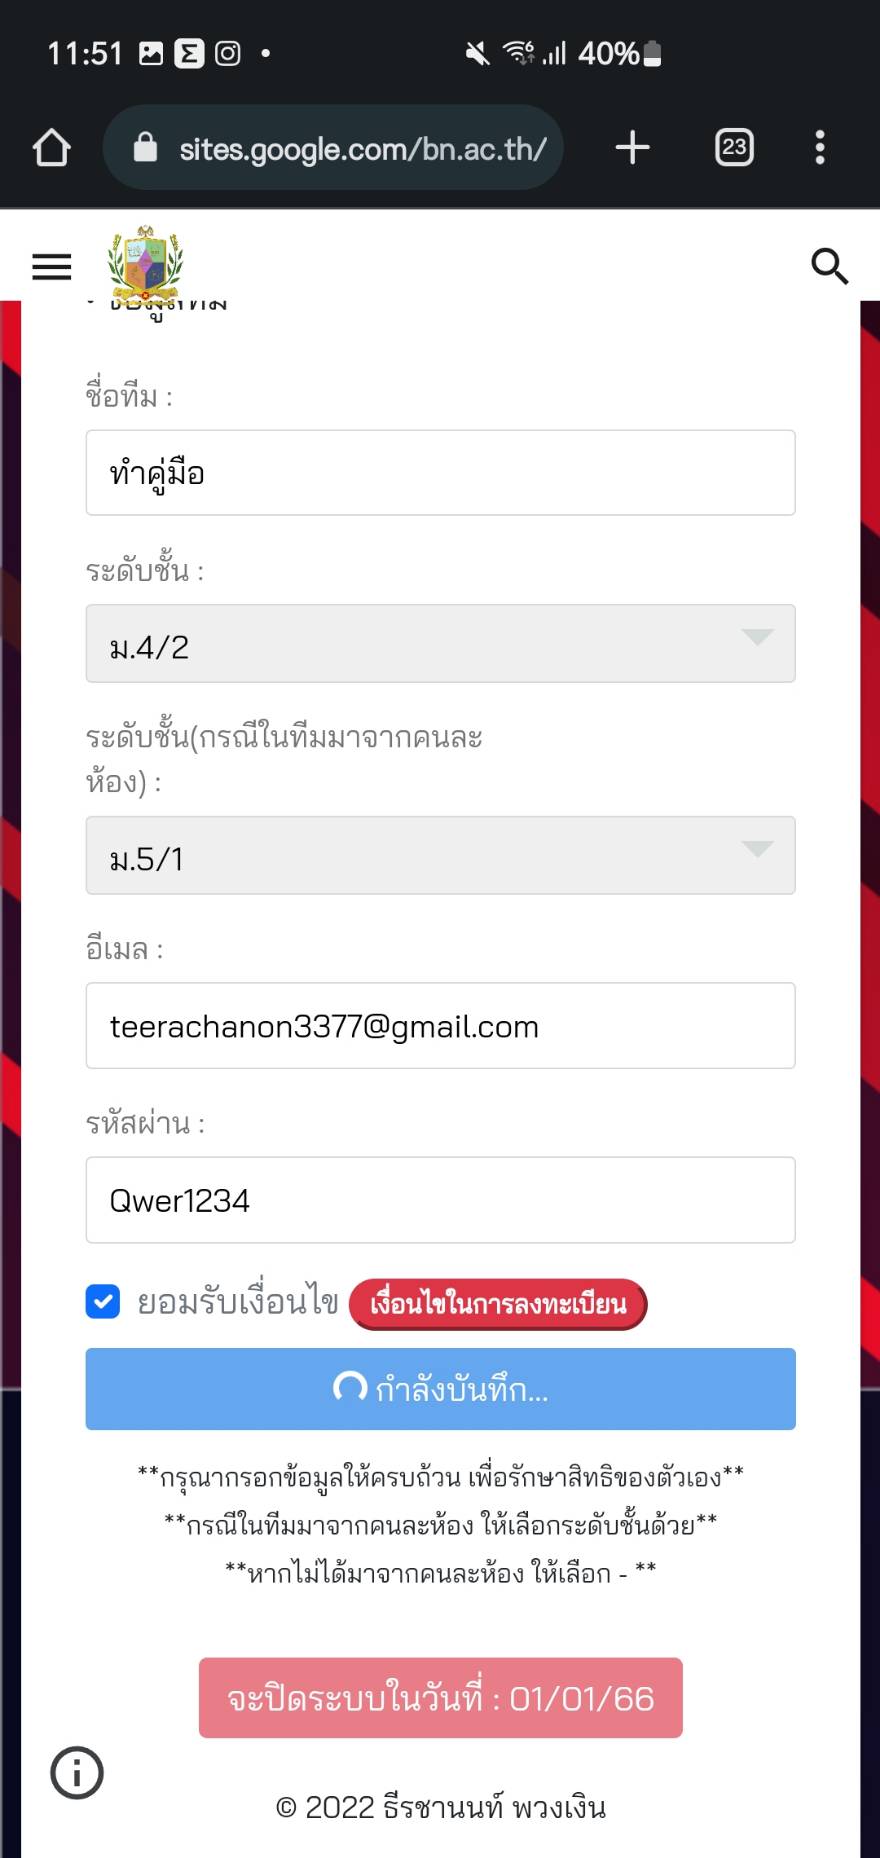 11:51
40%
sites.google.com/bn.ac.th/
23
ชื่อทีม :
ทำคู่มือ
ระดับชั้น :
ม.4/2
ระดับชั้น(กรณีในทีมมาจากคนละ
ห้อง) :
ม.5/1
อีเมล :
teerachanon3377@gmail.com
รหัสผ่าน :
Qwer1234
ยอมรับเงื่อนไข เงื่อนไขในการลงทะเบียน
กำลังบันทึก...
**กรุณากรอกข้อมูลให้ครบถ้วน เพื่อรักษาสิทธิของตัวเอง**
**กรณีในทีมมาจากคนละห้อง ให้เลือกระดับชั้นด้วย**
**หากไม่ได้มาจากคนละห้อง ให้เลือก - **
จะปิดระบบในวันที่ : 01/01/66
© 2022 ธีรชานนท์ พวงเงิน